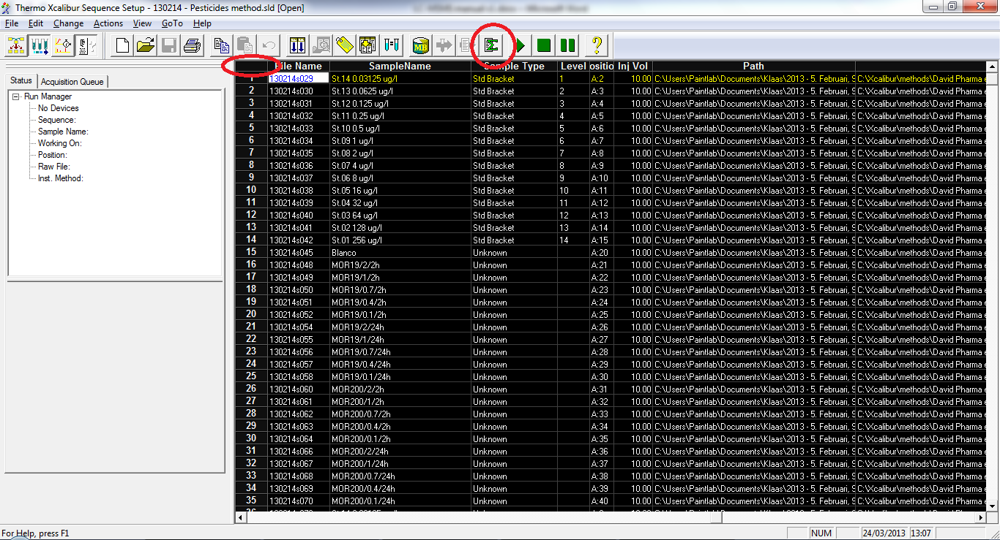 Thermo Xcalibur Sequence Setup - 130214 - Pesticides method.sld [Open]
File Edit Change Actions View GoTo Help
MB
Status Acquisition Queue
Run Manager
No Devices
Sequence:
Sample Name:
Working On:
Position:
Raw File:
Inst. Method:
File Name SampleName Sample Type Level ositio Inj Vol Path
1 130214s029 St.14 0.03125 ug/l Std Bracket 1 A:2 10.00 C:\Users\Paintlab\Documents\Klaas\2013 - 5. Februari, S C:\Xcalibur\methods\David Pharma e
2 130214s030 St.13 0.0625 ug/l Std Bracket 2 A:3 10.00 C:\Users\Paintlab\Documents\Klaas\2013 - 5. Februari, S C:\Xcalibur\methods\David Pharma e
3 130214s031 St.12 0.125 ug/l Std Bracket 3 A:4 10.00 C:\Users\Paintlab\Documents\Klaas\2013 - 5. Februari, S C:\Xcalibur\methods\David Pharma e
4 130214s032 St.11 0.25 ug/l Std Bracket 4 A:5 10.00 C:\Users\Paintlab\Documents\Klaas\2013 - 5. Februari, S C:\Xcalibur\methods\David Pharma e
5 130214s033 St.10 0.5 ug/l Std Bracket 5 A:6 10.00 C:\Users\Paintlab\Documents\Klaas\2013 - 5. Februari, S C:\Xcalibur\methods\David Pharma e
6 130214s034 St.09 1 ug/l Std Bracket 6 A:7 10.00 C:\Users\Paintlab\Documents\Klaas\2013 - 5. Februari, S C:\Xcalibur\methods\David Pharma e
7 130214s035 St.08 2 ug/l Std Bracket 7 A:8 10.00 C:\Users\Paintlab\Documents\Klaas\2013 - 5. Februari, S C:\Xcalibur\methods\David Pharma e
8 130214s036 St.07 4 ug/l Std Bracket 8 A:9 10.00 C:\Users\Paintlab\Documents\Klaas\2013 - 5. Februari, S C:\Xcalibur\methods\David Pharma e
9 130214s037 St.06 8 ug/l Std Bracket 9 A:10 10.00 C:\Users\Paintlab\Documents\Klaas\2013 - 5. Februari, S C:\Xcalibur\methods\David Pharma e
10 130214s038 St.05 16 ug/l Std Bracket 10 A:11 10.00 C:\Users\Paintlab\Documents\Klaas\2013 - 5. Februari, S C:\Xcalibur\methods\David Pharma e
11 130214s039 St.04 32 ug/l Std Bracket 11 A:12 10.00 C:\Users\Paintlab\Documents\Klaas\2013 - 5. Februari, S C:\Xcalibur\methods\David Pharma e
12 130214s040 St.03 64 ug/l Std Bracket 12 A:13 10.00 C:\Users\Paintlab\Documents\Klaas\2013 - 5. Februari, S C:\Xcalibur\methods\David Pharma e
13 130214s041 St.02 128 ug/l Std Bracket 13 A:14 10.00 C:\Users\Paintlab\Documents\Klaas\2013 - 5. Februari, S C:\Xcalibur\methods\David Pharma e
14 130214s042 St.01 256 ug/l Std Bracket 14 A:15 10.00 C:\Users\Paintlab\Documents\Klaas\2013 - 5. Februari, S C:\Xcalibur\methods\David Pharma e
15 130214s045 Blanco Unknown A:20 10.00 C:\Users\Paintlab\Documents\Klaas\2013 - 5. Februari, S C:\Xcalibur\methods\David Pharma e
16 130214s048 MOR19/2/2h Unknown A:21 10.00 C:\Users\Paintlab\Documents\Klaas\2013 - 5. Februari, S C:\Xcalibur\methods\David Pharma e
17 130214s049 MOR19/1/2h Unknown A:22 10.00 C:\Users\Paintlab\Documents\Klaas\2013 - 5. Februari, S C:\Xcalibur\methods\David Pharma e
18 130214s050 MOR19/0.7/2h Unknown A:23 10.00 C:\Users\Paintlab\Documents\Klaas\2013 - 5. Februari, S C:\Xcalibur\methods\David Pharma e
19 130214s051 MOR19/0.4/2h Unknown A:24 10.00 C:\Users\Paintlab\Documents\Klaas\2013 - 5. Februari, S C:\Xcalibur\methods\David Pharma e
20 130214s052 MOR19/0.1/2h Unknown A:25 10.00 C:\Users\Paintlab\Documents\Klaas\2013 - 5. Februari, S C:\Xcalibur\methods\David Pharma e
21 130214s054 MOR19/2/24h Unknown A:26 10.00 C:\Users\Paintlab\Documents\Klaas\2013 - 5. Februari, S C:\Xcalibur\methods\David Pharma e
22 130214s055 MOR19/1/24h Unknown A:27 10.00 C:\Users\Paintlab\Documents\Klaas\2013 - 5. Februari, S C:\Xcalibur\methods\David Pharma e
23 130214s056 MOR19/0.7/24h Unknown A:28 10.00 C:\Users\Paintlab\Documents\Klaas\2013 - 5. Februari, S C:\Xcalibur\methods\David Pharma e
24 130214s057 MOR19/0.4/24h Unknown A:29 10.00 C:\Users\Paintlab\Documents\Klaas\2013 - 5. Februari, S C:\Xcalibur\methods\David Pharma e
25 130214s058 MOR19/0.1/24h Unknown A:30 10.00 C:\Users\Paintlab\Documents\Klaas\2013 - 5. Februari, S C:\Xcalibur\methods\David Pharma e
26 130214s060 MOR200/2/2h Unknown A:31 10.00 C:\Users\Paintlab\Documents\Klaas\2013 - 5. Februari, S C:\Xcalibur\methods\David Pharma e
27 130214s061 MOR200/1/2h Unknown A:32 10.00 C:\Users\Paintlab\Documents\Klaas\2013 - 5. Februari, S C:\Xcalibur\methods\David Pharma e
28 130214s062 MOR200/0.7/2h Unknown A:33 10.00 C:\Users\Paintlab\Documents\Klaas\2013 - 5. Februari, S C:\Xcalibur\methods\David Pharma e
29 130214s063 MOR200/0.4/2h Unknown A:34 10.00 C:\Users\Paintlab\Documents\Klaas\2013 - 5. Februari, S C:\Xcalibur\methods\David Pharma e
30 130214s064 MOR200/0.1/2h Unknown A:35 10.00 C:\Users\Paintlab\Documents\Klaas\2013 - 5. Februari, S C:\Xcalibur\methods\David Pharma e
31 130214s066 MOR200/2/24h Unknown A:36 10.00 C:\Users\Paintlab\Documents\Klaas\2013 - 5. Februari, S C:\Xcalibur\methods\David Pharma e
32 130214s067 MOR200/1/24h Unknown A:37 10.00 C:\Users\Paintlab\Documents\Klaas\2013 - 5. Februari, S C:\Xcalibur\methods\David Pharma e
33 130214s068 MOR200/0.7/24h Unknown A:38 10.00 C:\Users\Paintlab\Documents\Klaas\2013 - 5. Februari, S C:\Xcalibur\methods\David Pharma e
34 130214s069 MOR200/0.4/24h Unknown A:39 10.00 C:\Users\Paintlab\Documents\Klaas\2013 - 5. Februari, S C:\Xcalibur\methods\David Pharma e
35 130214s070 MOR200/0.1/24h Unknown A:40 10.00 C:\Users\Paintlab\Documents\Klaas\2013 - 5. Februari, S C:\Xcalibur\methods\David Pharma e
For Help, press F1 NUM 24/03/2013 13:07